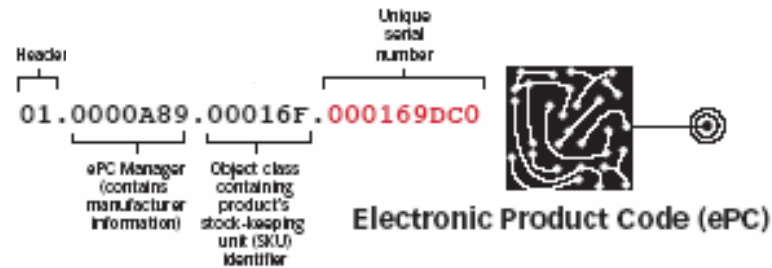 Unique
serial
number
Header
01.0000A89.00016F.000169DC0
ePC Manager
(contains
manufacturer
information)
Object class
containing
product's
stock-keeping
unit (SKU)
identifier
Electronic Product Code (ePC)